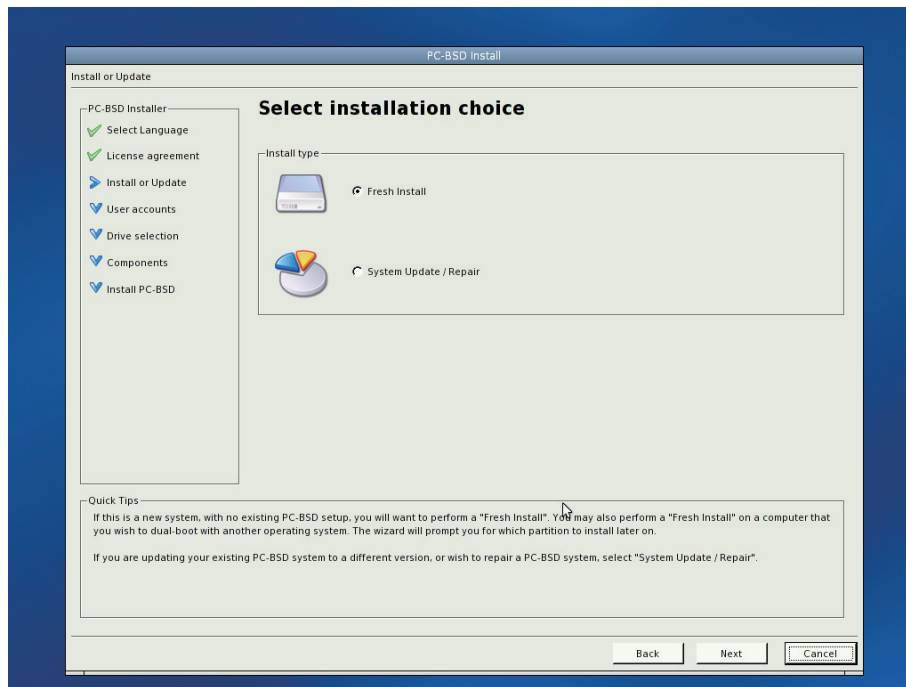 PC-BSD Install
Install or Update
PC-BSD Installer
Select Language
License agreement
Install or Update
User accounts
Drive selection
Components
Install PC-BSD
Select installation choice
Install type
Fresh Install
System Update / Repair
Quick Tips
If this is a new system, with no existing PC-BSD setup, you will want to perform a "Fresh Install". You may also perform a "Fresh Install" on a computer that
you wish to dual-boot with another operating system. The wizard will prompt you for which partition to install later on.
If you are updating your existing PC-BSD system to a different version, or wish to repair a PC-BSD system, select "System Update / Repair".
Back
Next
Cancel